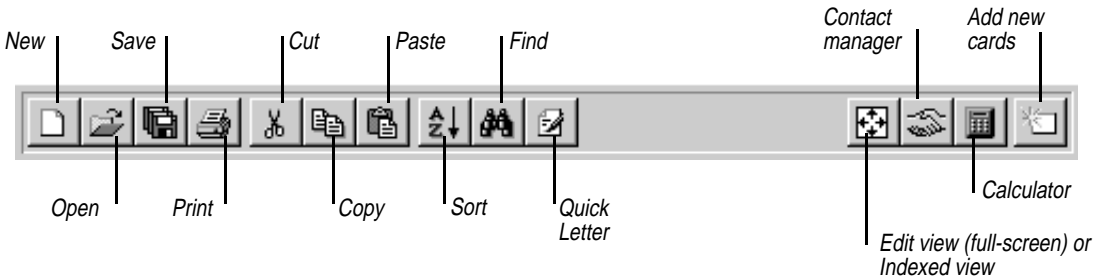 New
Save
Cut
Paste
Find
Contact
manager
Add new
cards
A
Z
Open
Print
Copy
Sort
Quick
Letter
Calculator
Edit view (full-screen) or
Indexed view